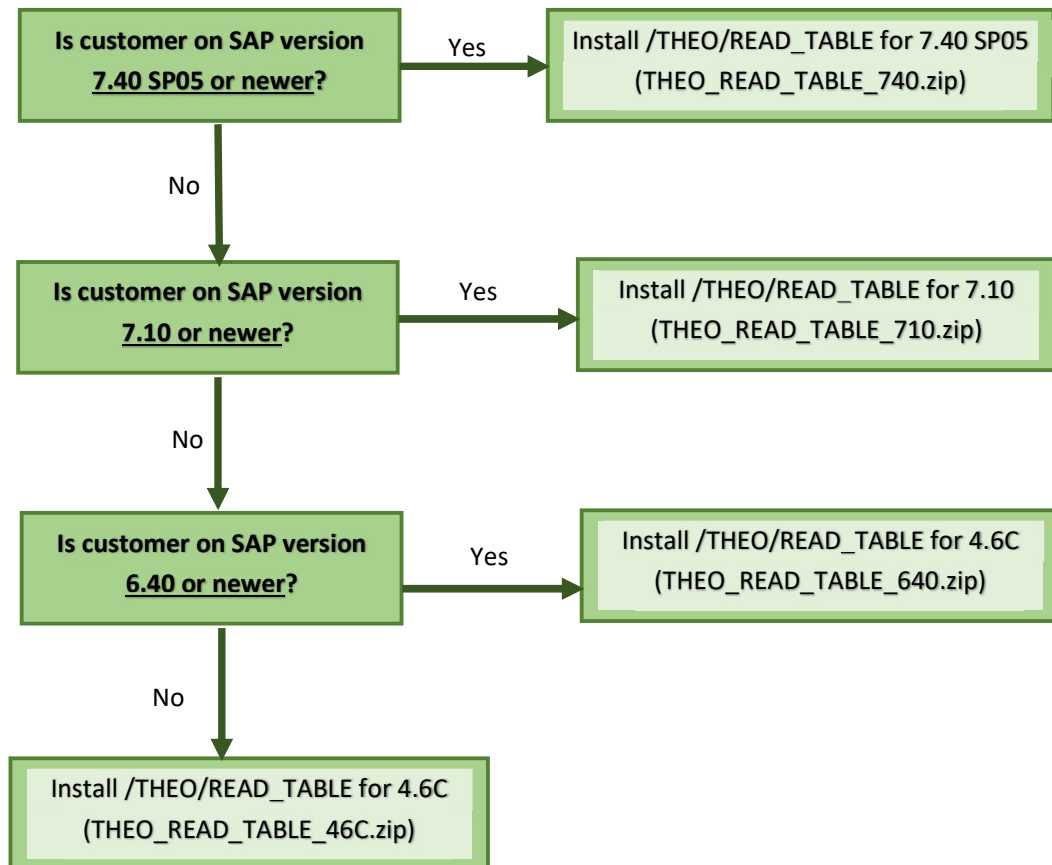 Is customer on SAP version
7.40 SP05 or newer?
Yes
Install /THEO/READ_TABLE for 7.40 SP05
(THEO_READ_TABLE_740.zip)
No
Is customer on SAP version
7.10 or newer?
Yes
Install /THEO/READ_TABLE for 7.10
(THEO_READ_TABLE_710.zip)
No
Is customer on SAP version
6.40 or newer?
Yes
Install /THEO/READ_TABLE for 4.6C
(THEO_READ_TABLE_640.zip)
No
Install /THEO/READ_TABLE for 4.6C
(THEO_READ_TABLE_46C.zip)